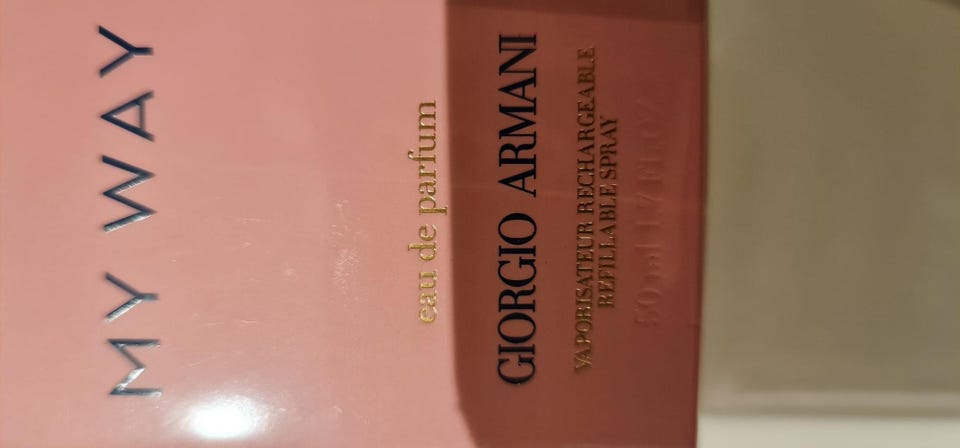 MY WAY
eau de parfum
GIORGIO ARMANI
VAPORISATEUR RECHARGEABLE
REFILLABLE SPRAY
50 ml 1.7 FL.OZ